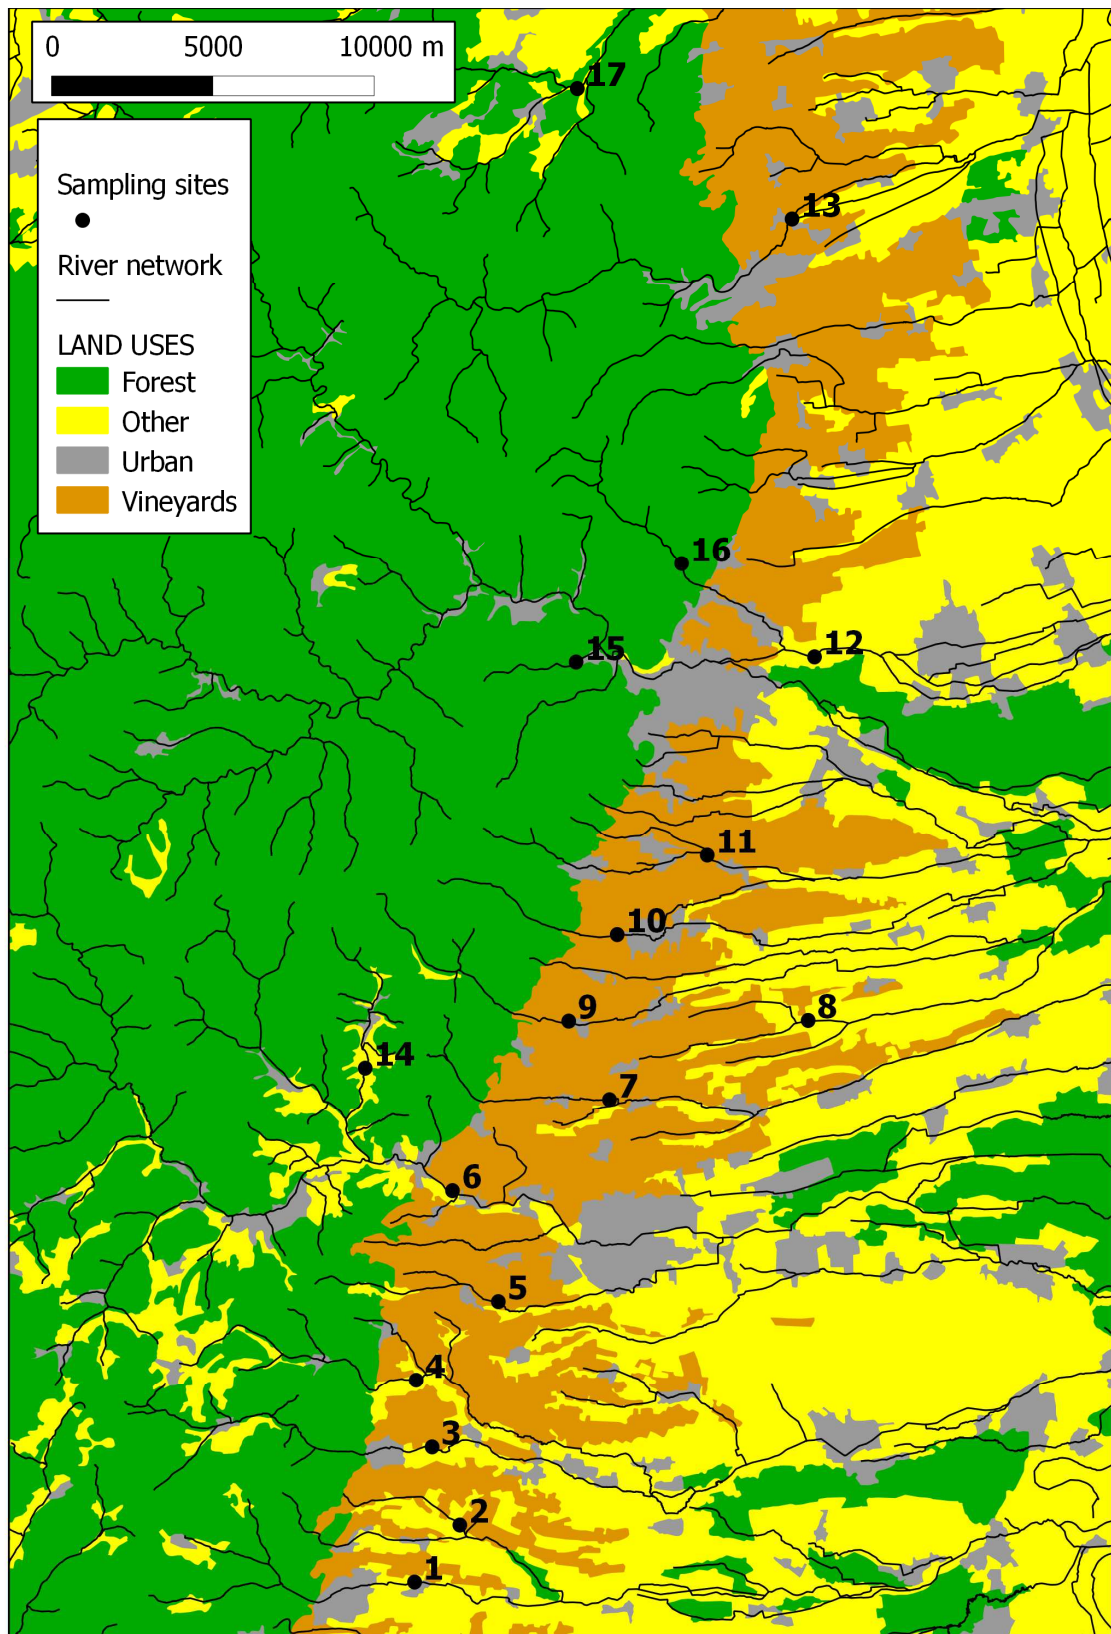 0 5000 10000 m
17
Sampling sites
13
River network
LAND USES
Forest
Other
Urban
Vineyards
16
15
12
11
10
9
8
14
7
6
5
4
3
2
1